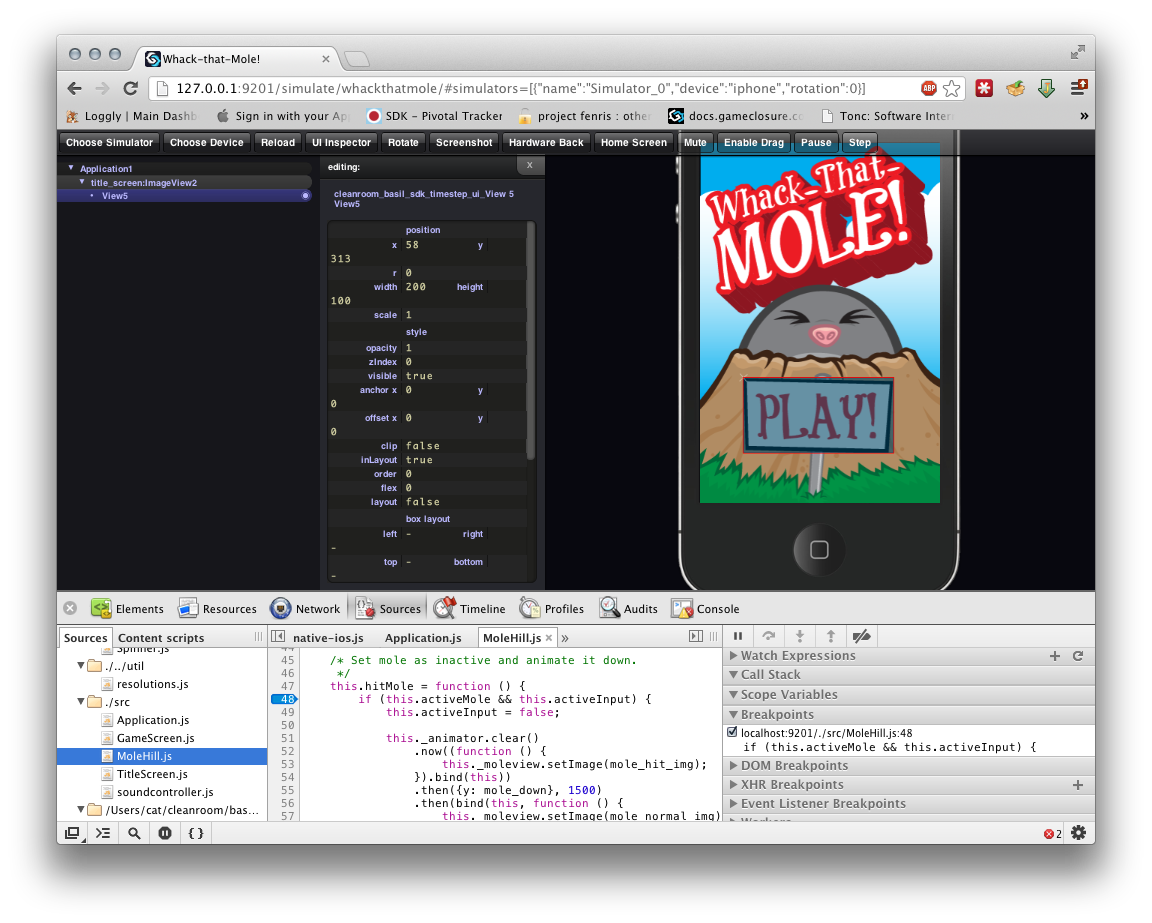 Whack-that-Mole!
127.0.0.1:9201/simulate/whackthatmole/#simulators=[{"name":"Simulator_0","device":"iphone","rotation":0}]
ABP
Loggly | Main Dashb
Sign in with your Ap
SDK - Pivotal Tracker
project fenris : other
docs.gameclosure.co
Tonc: Software Inter
»
Choose Simulator
Choose Device
Reload
UI Inspector
Rotate
Screenshot
Hardware Back
Home Screen
Mute
Enable Drag
Pause
Step
Application1
title_screen:ImageView2
View5
editing:
x
cleanroom_basil_sdk_timestep_ui_View 5
View5
position
x 58 y
313
r 0
width 200 height
100
scale 1
style
opacity 1
zIndex 0
visible true
anchor x 0 y
0
offset x 0 y
0
clip false
inLayout true
order 0
flex 0
layout false
box layout
left - right
-
top - bottom
-
Whack-That-
MOLE!
PLAY!
Elements
Resources
Network
Sources
Timeline
Profiles
Audits
Console
Sources
Content scripts
Spinner.js
./../util
resolutions.js
./src
Application.js
GameScreen.js
MoleHill.js
TitleScreen.js
soundcontroller.js
/Users/cat/cleanroom/bas...
native-ios.js
Application.js
MoleHill.js ×
»
44
45 /* Set mole as inactive and animate it down.
46 */
47 this.hitMole = function () {
48 if (this.activeMole && this.activeInput) {
49 this.activeInput = false;
50
51 this._animator.clear()
52 .now((function () {
53 this._moleview.setImage(mole_hit_img);
54 }).bind(this))
55 .then({y: mole_down}, 1500)
56 .then(bind(this, function () {
57 this._moleview.setImage(mole_normal_img)
Watch Expressions
Call Stack
Scope Variables
Breakpoints
localhost:9201/./src/MoleHill.js:48
if (this.activeMole && this.activeInput) {
DOM Breakpoints
XHR Breakpoints
Event Listener Breakpoints
Workers
{ }
2